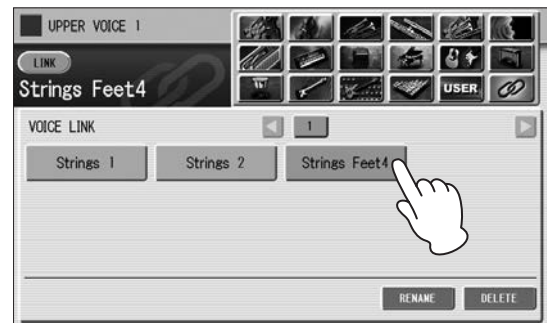 UPPER VOICE 1
LINK
Strings Feet4
USER
VOICE LINK
1
Strings 1
Strings 2
Strings Feet4
RENAME
DELETE